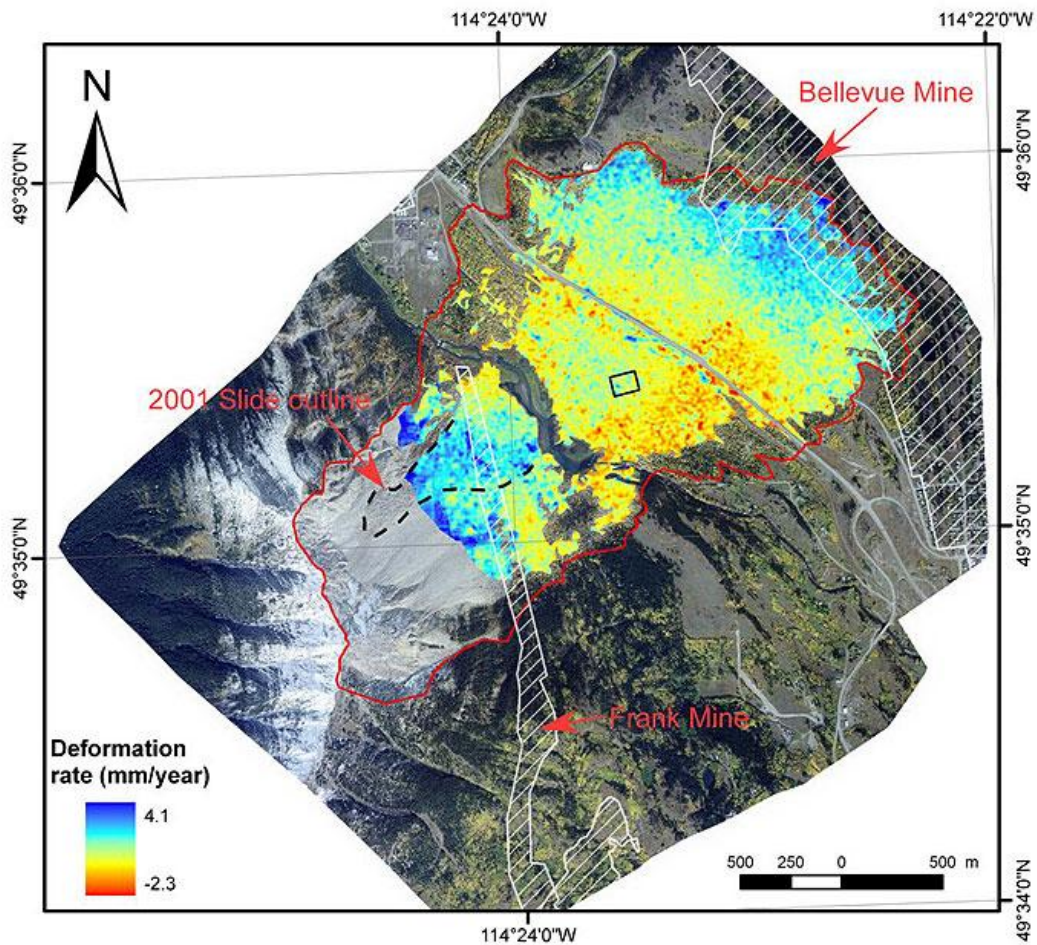 114°24'0"W
114°22'0"W
N
Bellevue Mine
49°36'0"N
49°36'0"N
2001 Slide outline
49°35'0"N
49°35'0"N
Frank Mine
Deformation
rate (mm/year)
4.1
-2.3
500 250 0 500 m
49°34'0"N
114°24'0"W